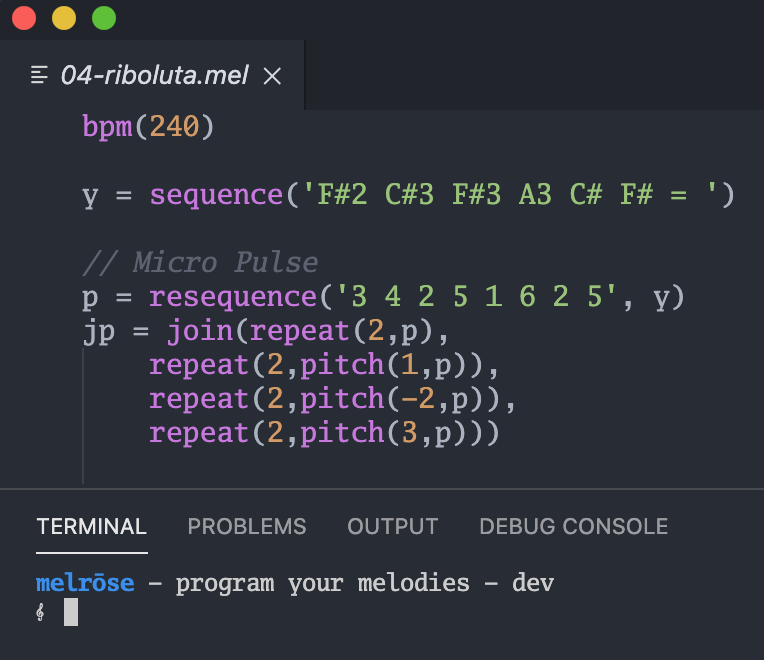 04-riboluta.mel
bpm(240)
y = sequence('F#2 C#3 F#3 A3 C# F# = ')
// Micro Pulse
p = resequence('3 4 2 5 1 6 2 5', y)
jp = join(repeat(2,p),
repeat(2,pitch(1,p)),
repeat(2,pitch(-2,p)),
repeat(2,pitch(3,p)))
TERMINAL PROBLEMS OUTPUT DEBUG CONSOLE
melrōse - program your melodies - dev
𝄞